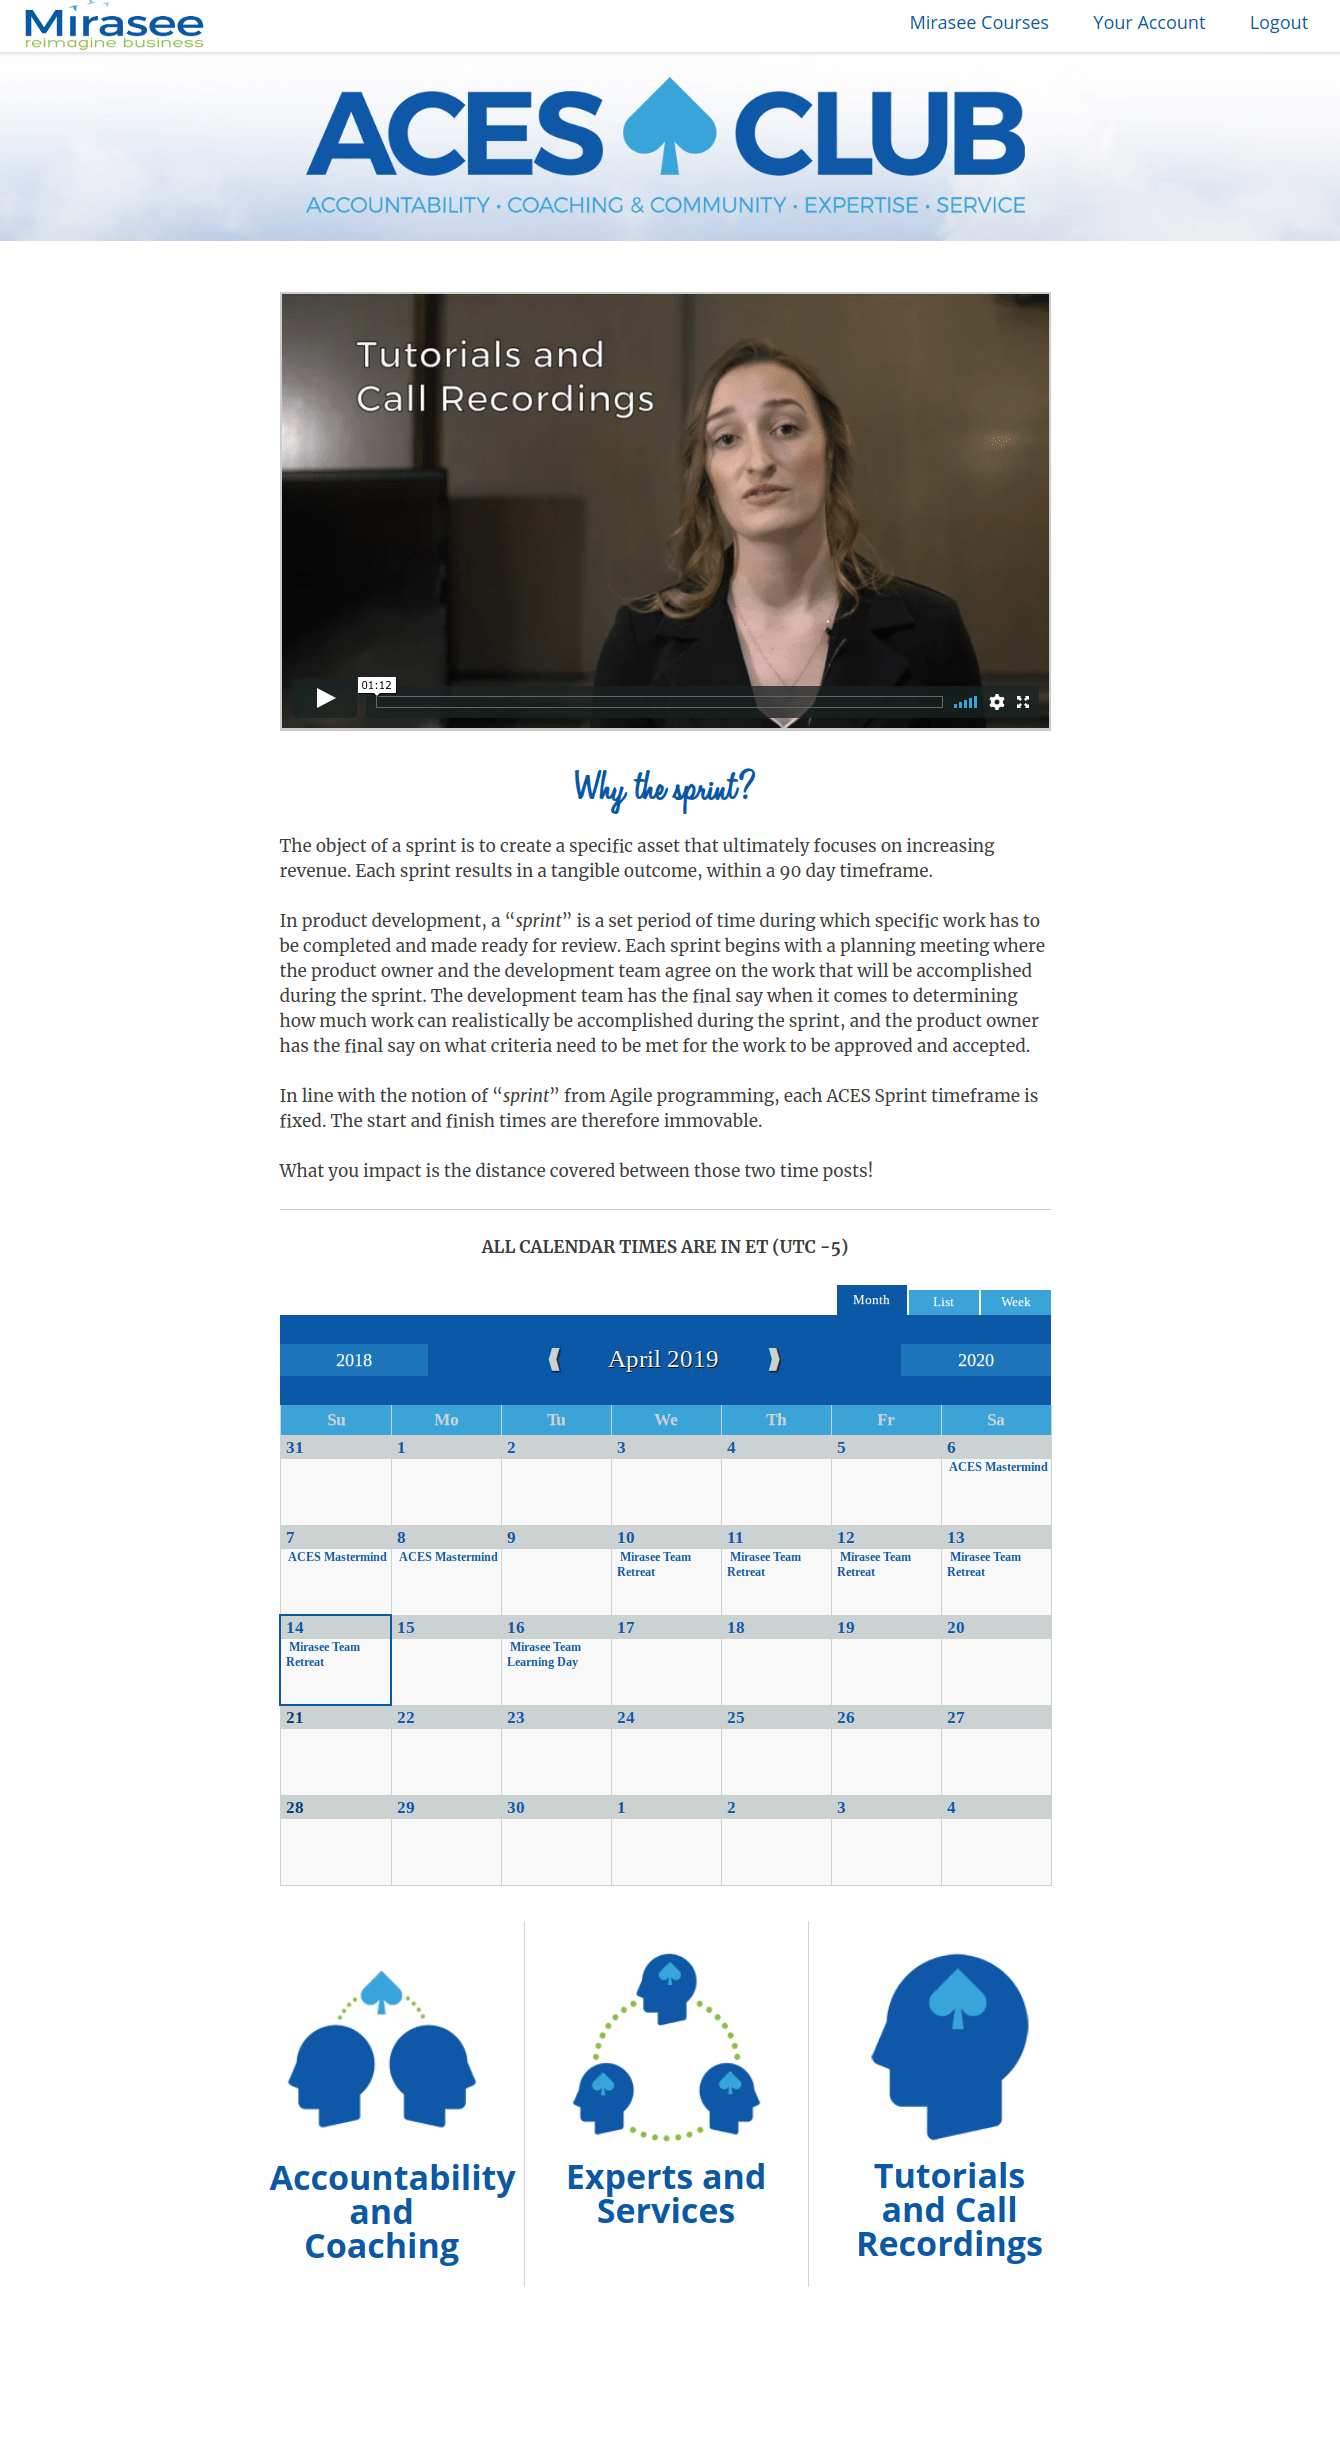 Mirasee
reimagine business
Mirasee Courses Your Account Logout
ACES CLUB
ACCOUNTABILITY • COACHING & COMMUNITY • EXPERTISE • SERVICE
Tutorials and
Call Recordings
01:12
Why the sprint?
The object of a sprint is to create a specific asset that ultimately focuses on increasing
revenue. Each sprint results in a tangible outcome, within a 90 day timeframe.
In product development, a “sprint” is a set period of time during which specific work has to
be completed and made ready for review. Each sprint begins with a planning meeting where
the product owner and the development team agree on the work that will be accomplished
during the sprint. The development team has the final say when it comes to determining
how much work can realistically be accomplished during the sprint, and the product owner
has the final say on what criteria need to be met for the work to be approved and accepted.
In line with the notion of “sprint” from Agile programming, each ACES Sprint timeframe is
fixed. The start and finish times are therefore immovable.
What you impact is the distance covered between those two time posts!
ALL CALENDAR TIMES ARE IN ET (UTC -5)
Month List Week
2018 April 2019 2020
Su Mo Tu We Th Fr Sa
31 1 2 3 4 5 6
ACES Mastermind
7 8 9 10 11 12 13
ACES Mastermind ACES Mastermind Mirasee Team Mirasee Team Mirasee Team Mirasee Team
Retreat Retreat Retreat Retreat
14 15 16 17 18 19 20
Mirasee Team Mirasee Team
Retreat Learning Day
21 22 23 24 25 26 27
28 29 30 1 2 3 4
Accountability
and
Coaching
Experts and
Services
Tutorials
and Call
Recordings